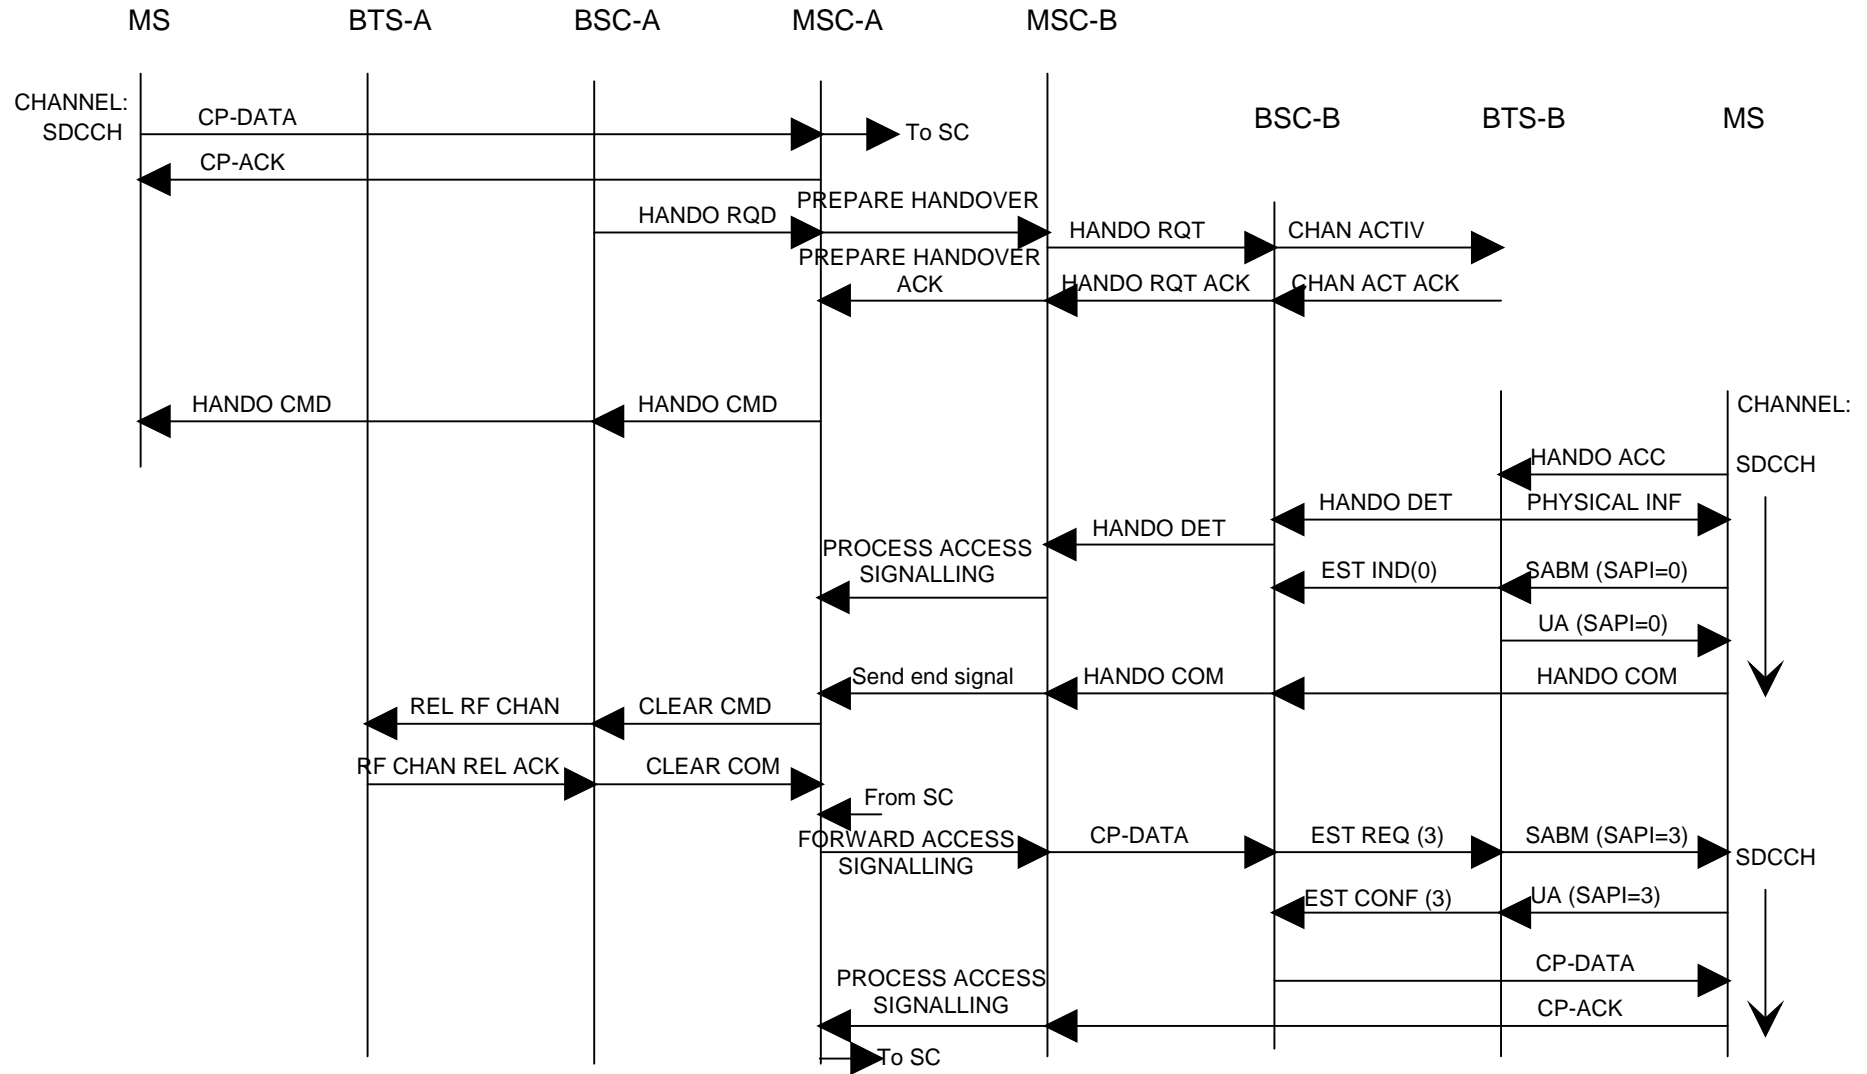 MS BTS-A BSC-A MSC-A MSC-B
CHANNEL:
SDCCH
CP-DATA
To SC
BSC-B BTS-B MS
CP-ACK
HANDO RQD
PREPARE HANDOVER
HANDO RQT
CHAN ACTIV
PREPARE HANDOVER
ACK
HANDO RQT ACK
CHAN ACT ACK
HANDO CMD
HANDO CMD
CHANNEL:
SDCCH
HANDO ACC
HANDO DET
PHYSICAL INF
HANDO DET
PROCESS ACCESS
SIGNALLING
EST IND(0)
SABM (SAPI=0)
UA (SAPI=0)
Send end signal
HANDO COM
HANDO COM
REL RF CHAN
CLEAR CMD
RF CHAN REL ACK
CLEAR COM
From SC
FORWARD ACCESS
SIGNALLING
CP-DATA
EST REQ (3)
SABM (SAPI=3)
SDCCH
EST CONF (3)
UA (SAPI=3)
CP-DATA
PROCESS ACCESS
SIGNALLING
CP-ACK
To SC